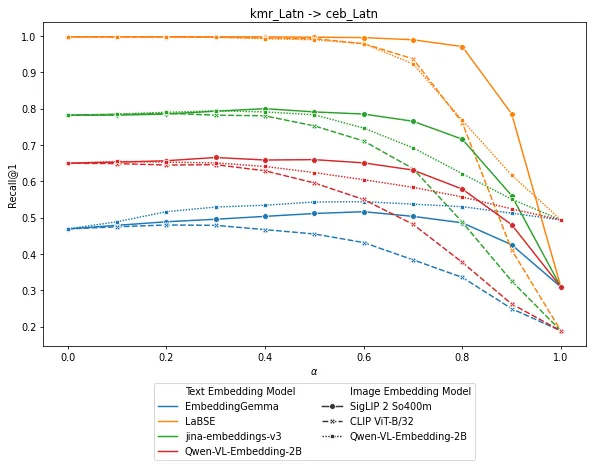 kmr_Latn -> ceb_Latn
1.0
0.9
0.8
0.7
0.6
0.5
0.4
0.3
0.2
Recall@1
0.0 0.2 0.4 0.6 0.8 1.0
α
Text Embedding Model
EmbeddingGemma
LaBSE
jina-embeddings-v3
Qwen-VL-Embedding-2B
Image Embedding Model
SigLIP 2 So400m
CLIP ViT-B/32
Qwen-VL-Embedding-2B